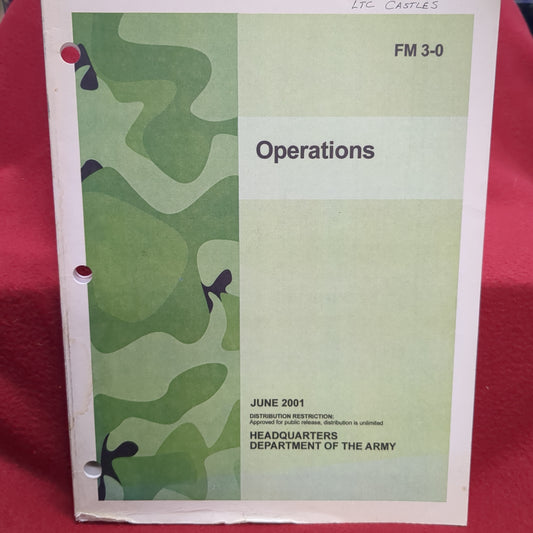 LTC CASTLES
FM 3-0
Operations
JUNE 2001
DISTRIBUTION RESTRICTION:
Approved for public release, distribution is unlimited
HEADQUARTERS
DEPARTMENT OF THE ARMY